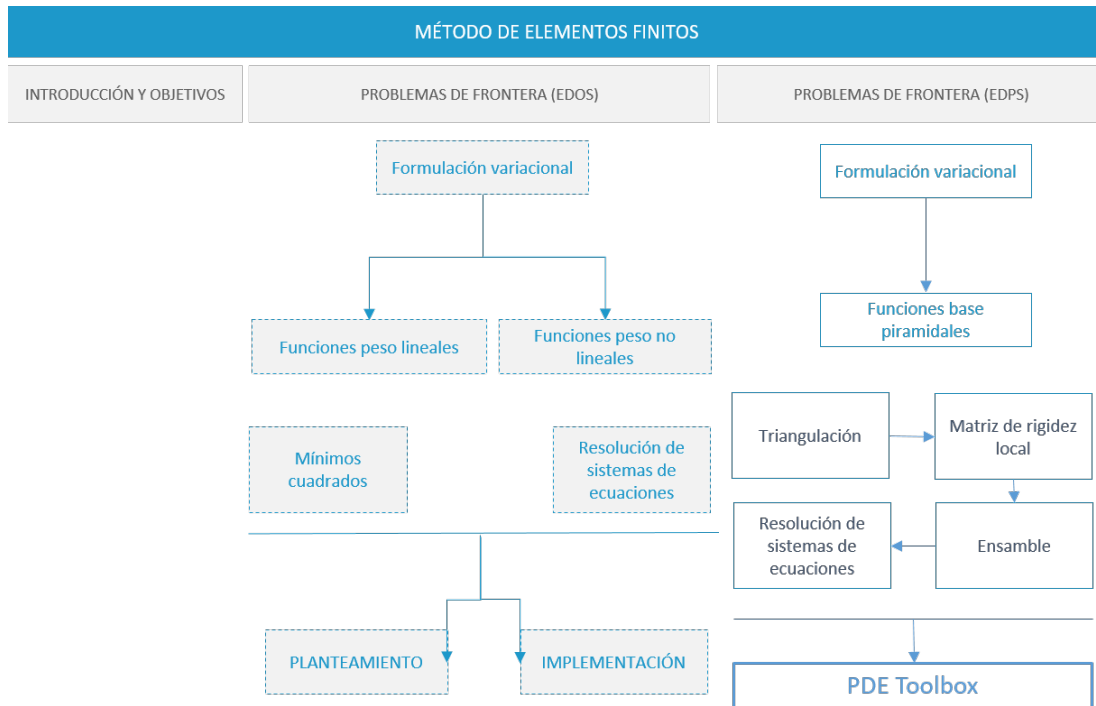 MÉTODO DE ELEMENTOS FINITOS
INTRODUCCIÓN Y OBJETIVOS
PROBLEMAS DE FRONTERA (EDOS)
PROBLEMAS DE FRONTERA (EDPS)
Formulación variacional
Funciones peso lineales
Funciones peso no
lineales
Mínimos
cuadrados
Resolución de
sistemas de
ecuaciones
PLANTEAMIENTO
IMPLEMENTACIÓN
Formulación variacional
Funciones base
piramidales
Triangulación
Matriz de rigidez
local
Resolución de
sistemas de
ecuaciones
Ensamble
PDE Toolbox